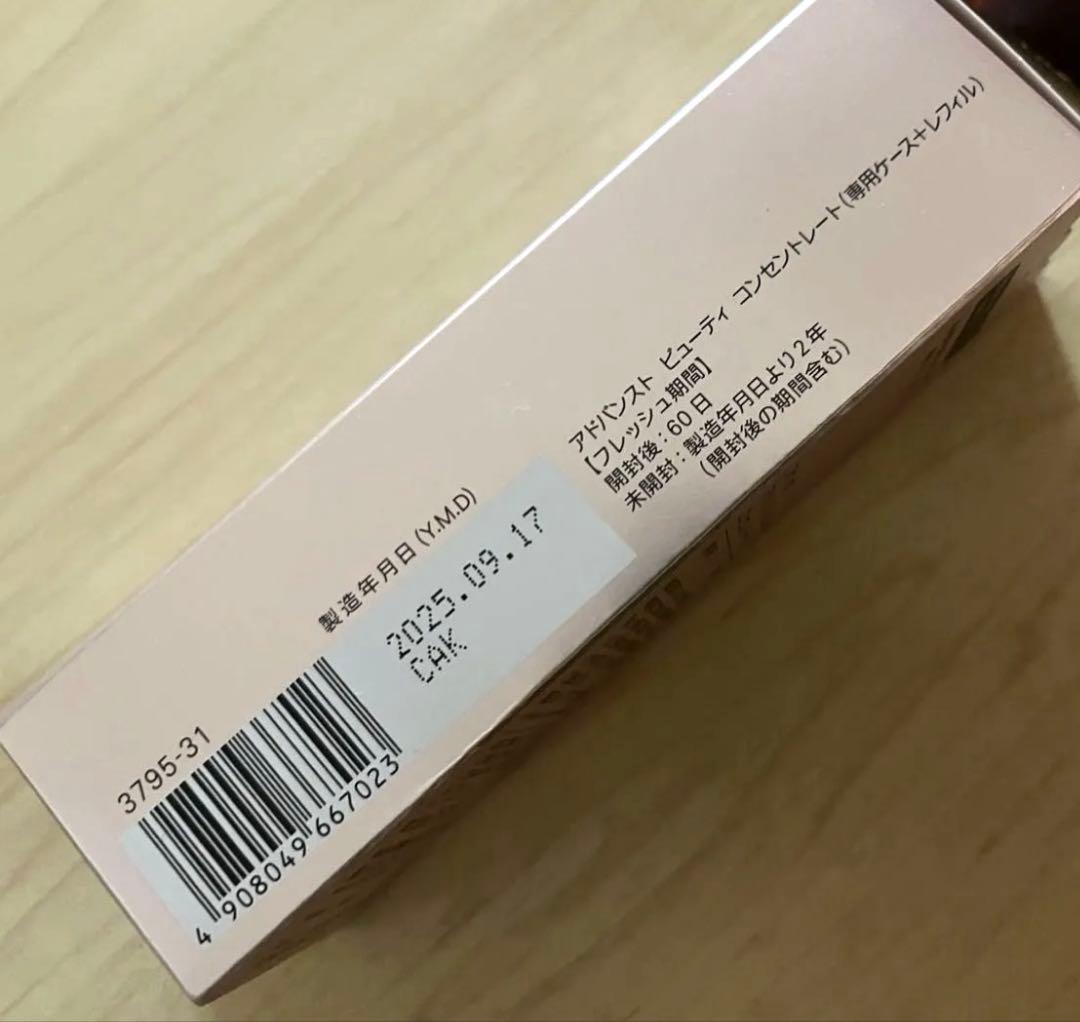 アドバンスト ビューティ コンセントレート(専用ケース+レフィル)
【フレッシュ期間】
開封後:60日
未開封:製造年月日より2年
(開封後の期間含む)
製造年月日(Y.M.D)
2025.09.17
CAK
3795-31
4 908049 667023